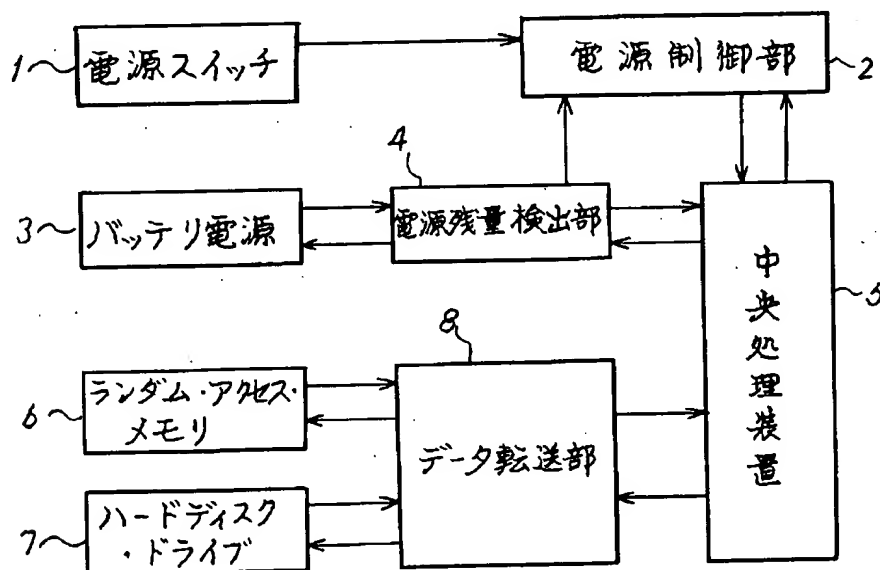 1
電源スイッチ
電源制御部
2
4
3
バッテリ電源
電源残量検出部
中央処理装置
5
8
6
ランダム・アクセス・
メモリ
データ転送部
7
ハードディスク
・ドライブ